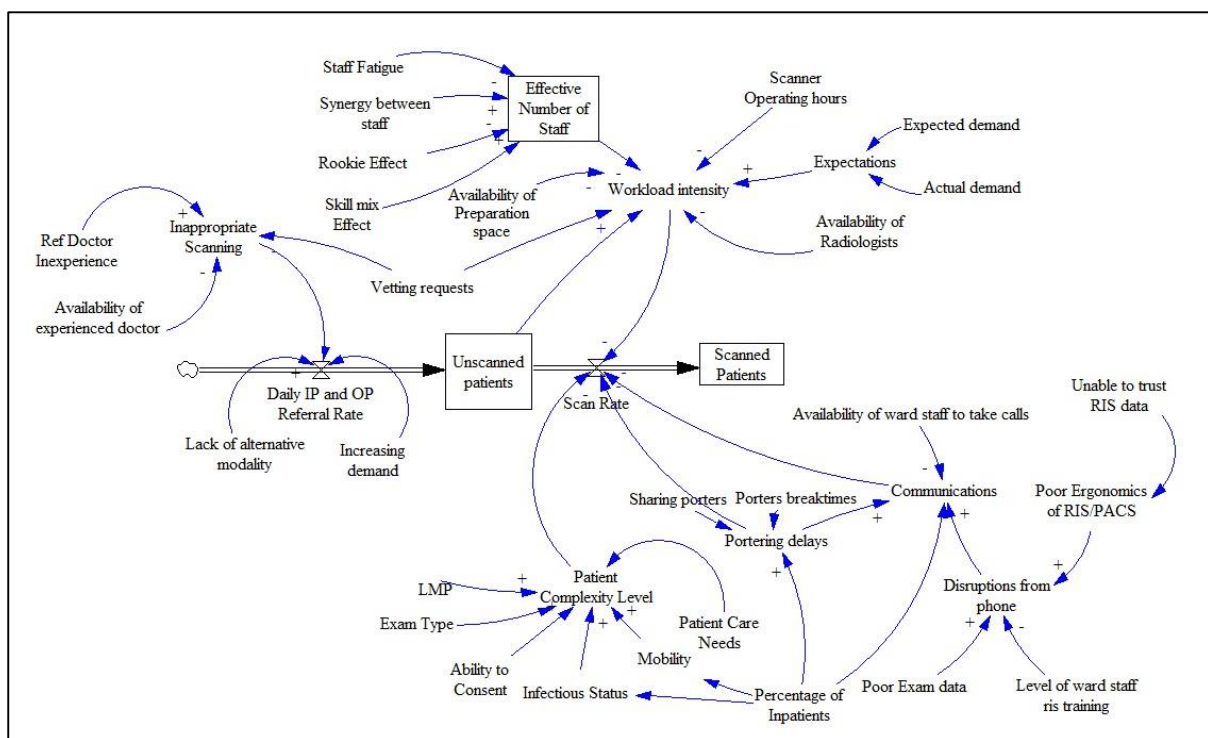 Staff Fatigue
Effective
Number of
Staff
Synergy between
staff
Rookie Effect
Skill mix
Effect
Scanner
Operating hours
Expected demand
Expectations
Actual demand
Workload intensity
Availability of
Preparation
space
Availability of
Radiologists
Ref Doctor
Inexperience
Inappropriate
Scanning
Vetting requests
Availability of
experienced doctor
Unscanned
patients
Scanned
Patients
Daily IP and OP
Referral Rate
Scan Rate
Lack of alternative
modality
Increasing
demand
Unable to trust
RIS data
Availability of ward staff to take calls
Sharing porters
Porters breaktimes
Communications
Poor Ergonomics
of RIS/PACS
Portering delays
LMP
Patient
Complexity Level
Exam Type
Patient Care
Needs
Disruptions from
phone
Ability to
Consent
Mobility
Infectious Status
Percentage of
Inpatients
Poor Exam data
Level of ward staff
ris training